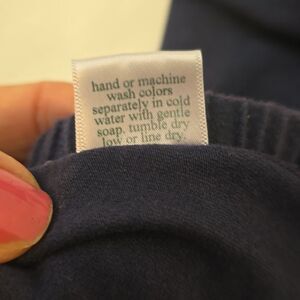 hand or machine
wash colors
separately in cold
water with gentle
soap. tumble dry
low or line dry.